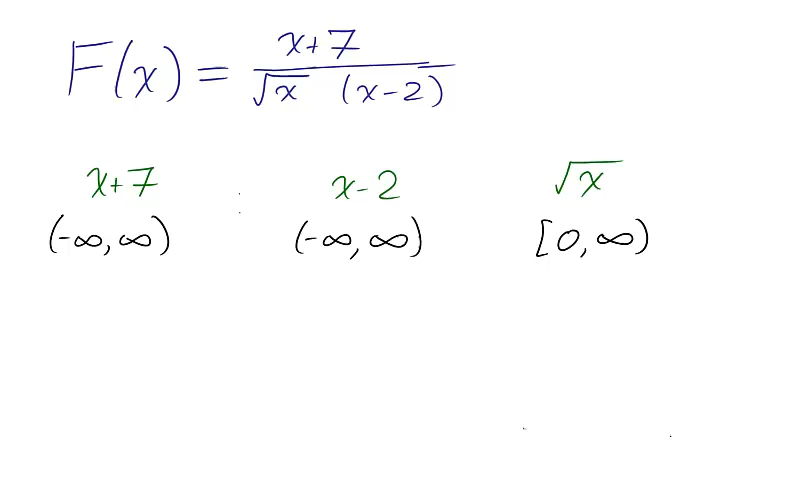 F(x) = x+7 / √x (x-2)
x+7 x-2 √x
(-∞, ∞) (-∞, ∞) [0, ∞)